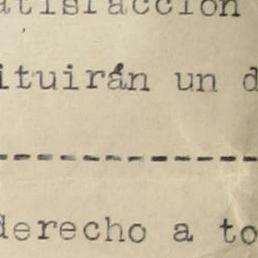 atisfacción
ituirán un d
----------
derecho a to